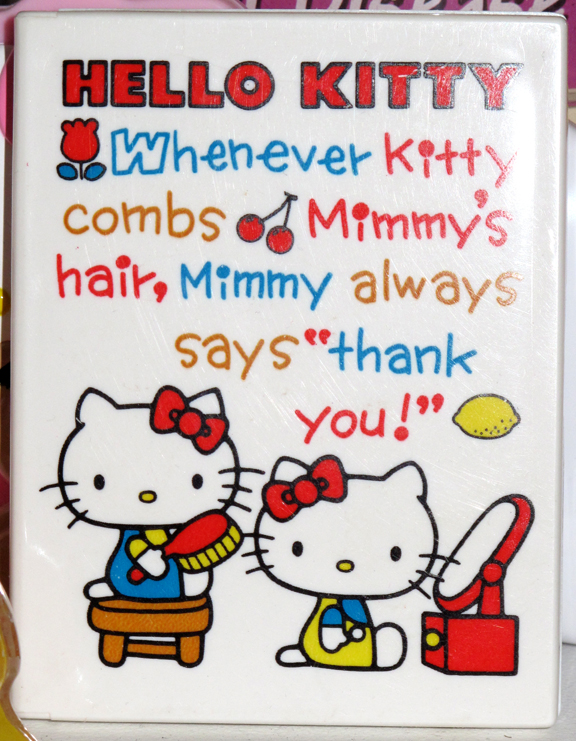 HELLO KITTY
Whenever Kitty
combs Mimmy's
hair, Mimmy always
says "thank
you!"